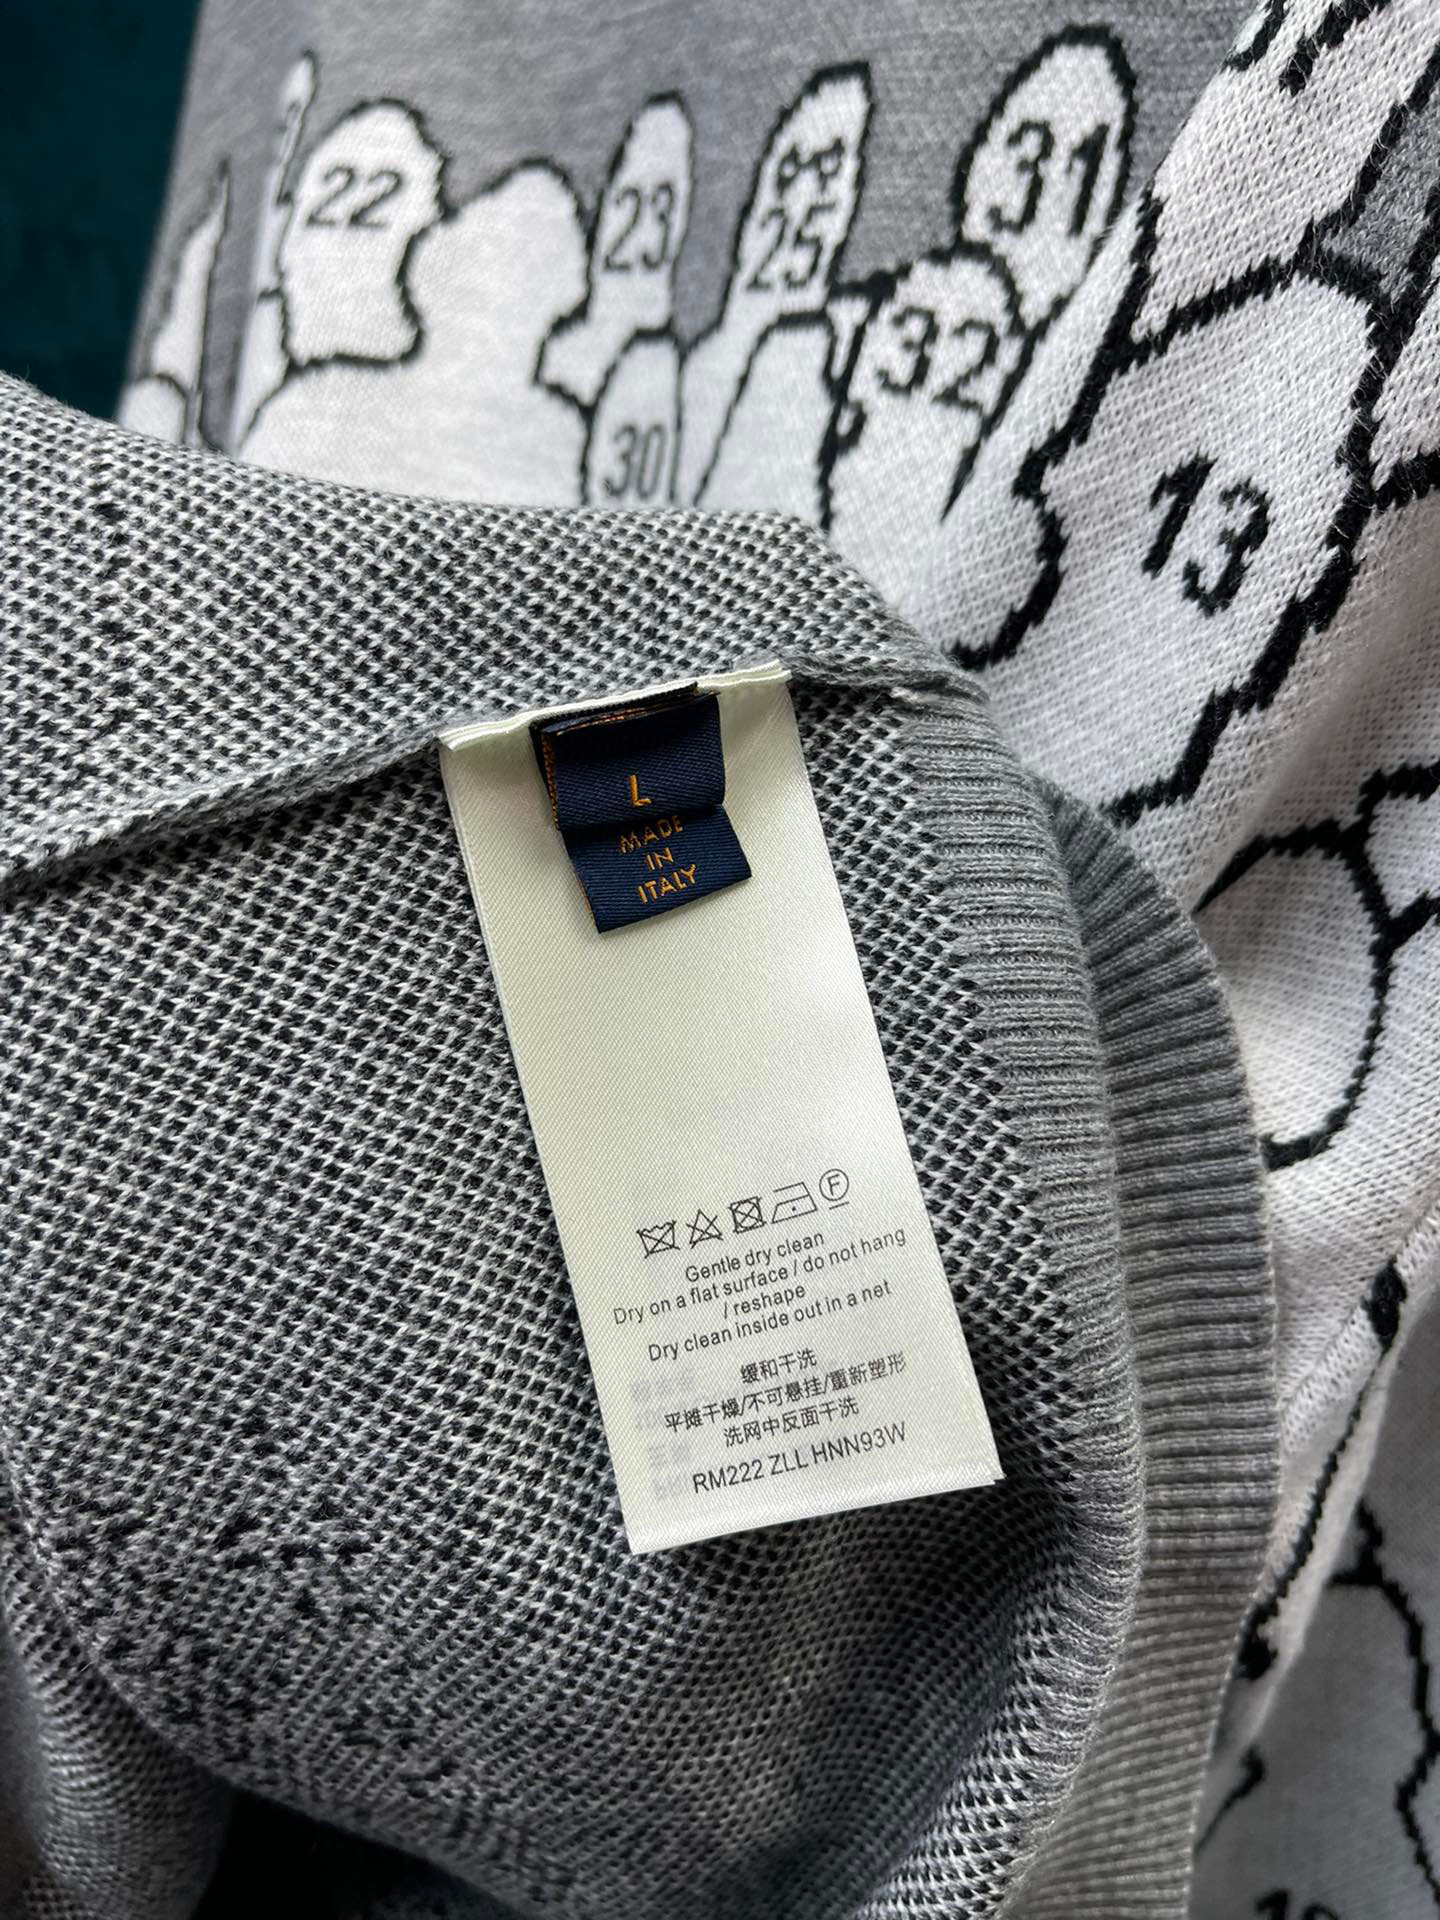 22
23
25
31
30
32
13
L
MADE
IN
ITALY
F
Gentle dry clean
Dry on a flat surface / do not hang
/ reshape
Dry clean inside out in a net
缓和干洗
平摊干燥/不可悬挂/重新塑形
洗网中反面干洗
RM222 ZLL HNN93W